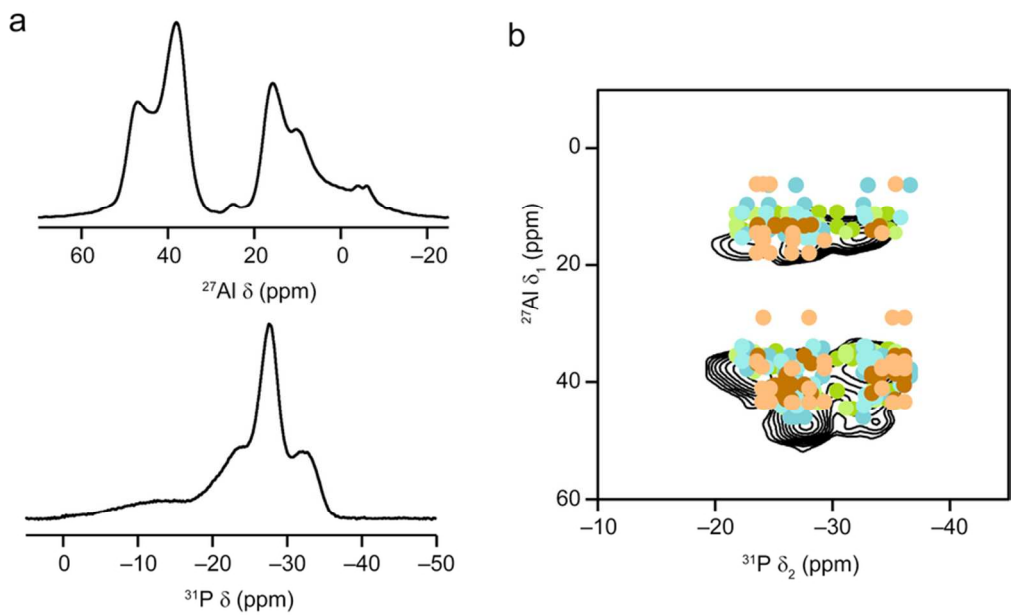 a
60 40 20 0 −20
²⁷Al δ (ppm)
0 −10 −20 −30 −40 −50
³¹P δ (ppm)
b
0
20
40
60
²⁷Al δ₁ (ppm)
−10 −20 −30 −40
³¹P δ₂ (ppm)